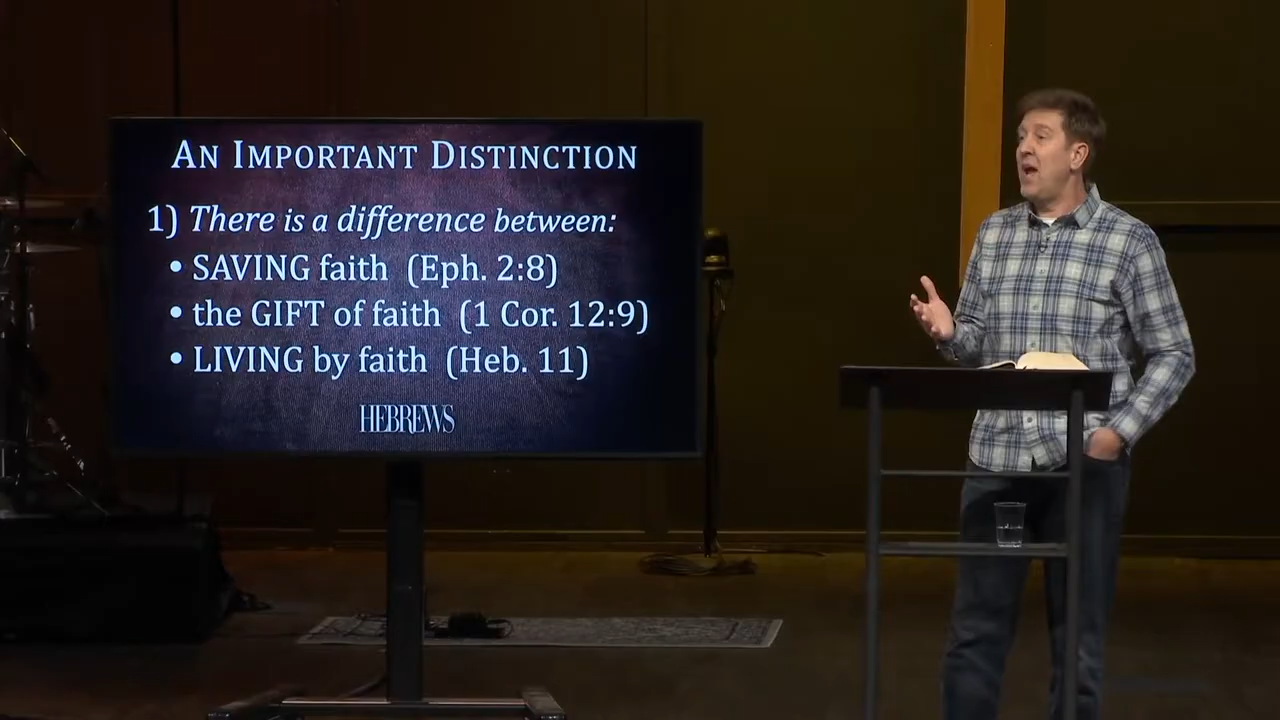 AN IMPORTANT DISTINCTION
1) There is a difference between:
• SAVING faith (Eph. 2:8)
• the GIFT of faith (1 Cor. 12:9)
• LIVING by faith (Heb. 11)
HEBREWS